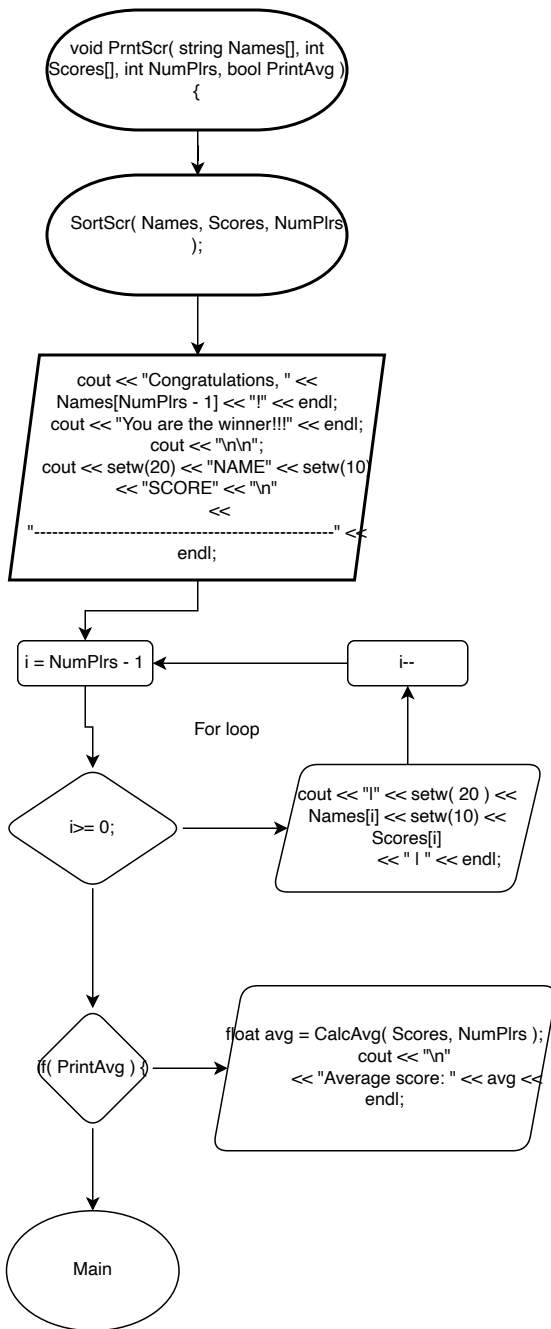 void PrntScr( string Names[], int
Scores[], int NumPlrs, bool PrintAvg )
{
SortScr( Names, Scores, NumPlrs
);
cout << "Congratulations, " <<
Names[NumPlrs - 1] << "!" << endl;
cout << "You are the winner!!!" << endl;
cout << "\n\n";
cout << setw(20) << "NAME" << setw(10)
<< "SCORE" << "\n"
<<
"--------------------------------------------------" <<
endl;
i = NumPlrs - 1
i--
For loop
i>= 0;
cout << "|" << setw( 20 ) <<
Names[i] << setw(10) <<
Scores[i]
<< " | " << endl;
if( PrintAvg ) {
float avg = CalcAvg( Scores, NumPlrs );
cout << "\n"
<< "Average score: " << avg <<
endl;
Main